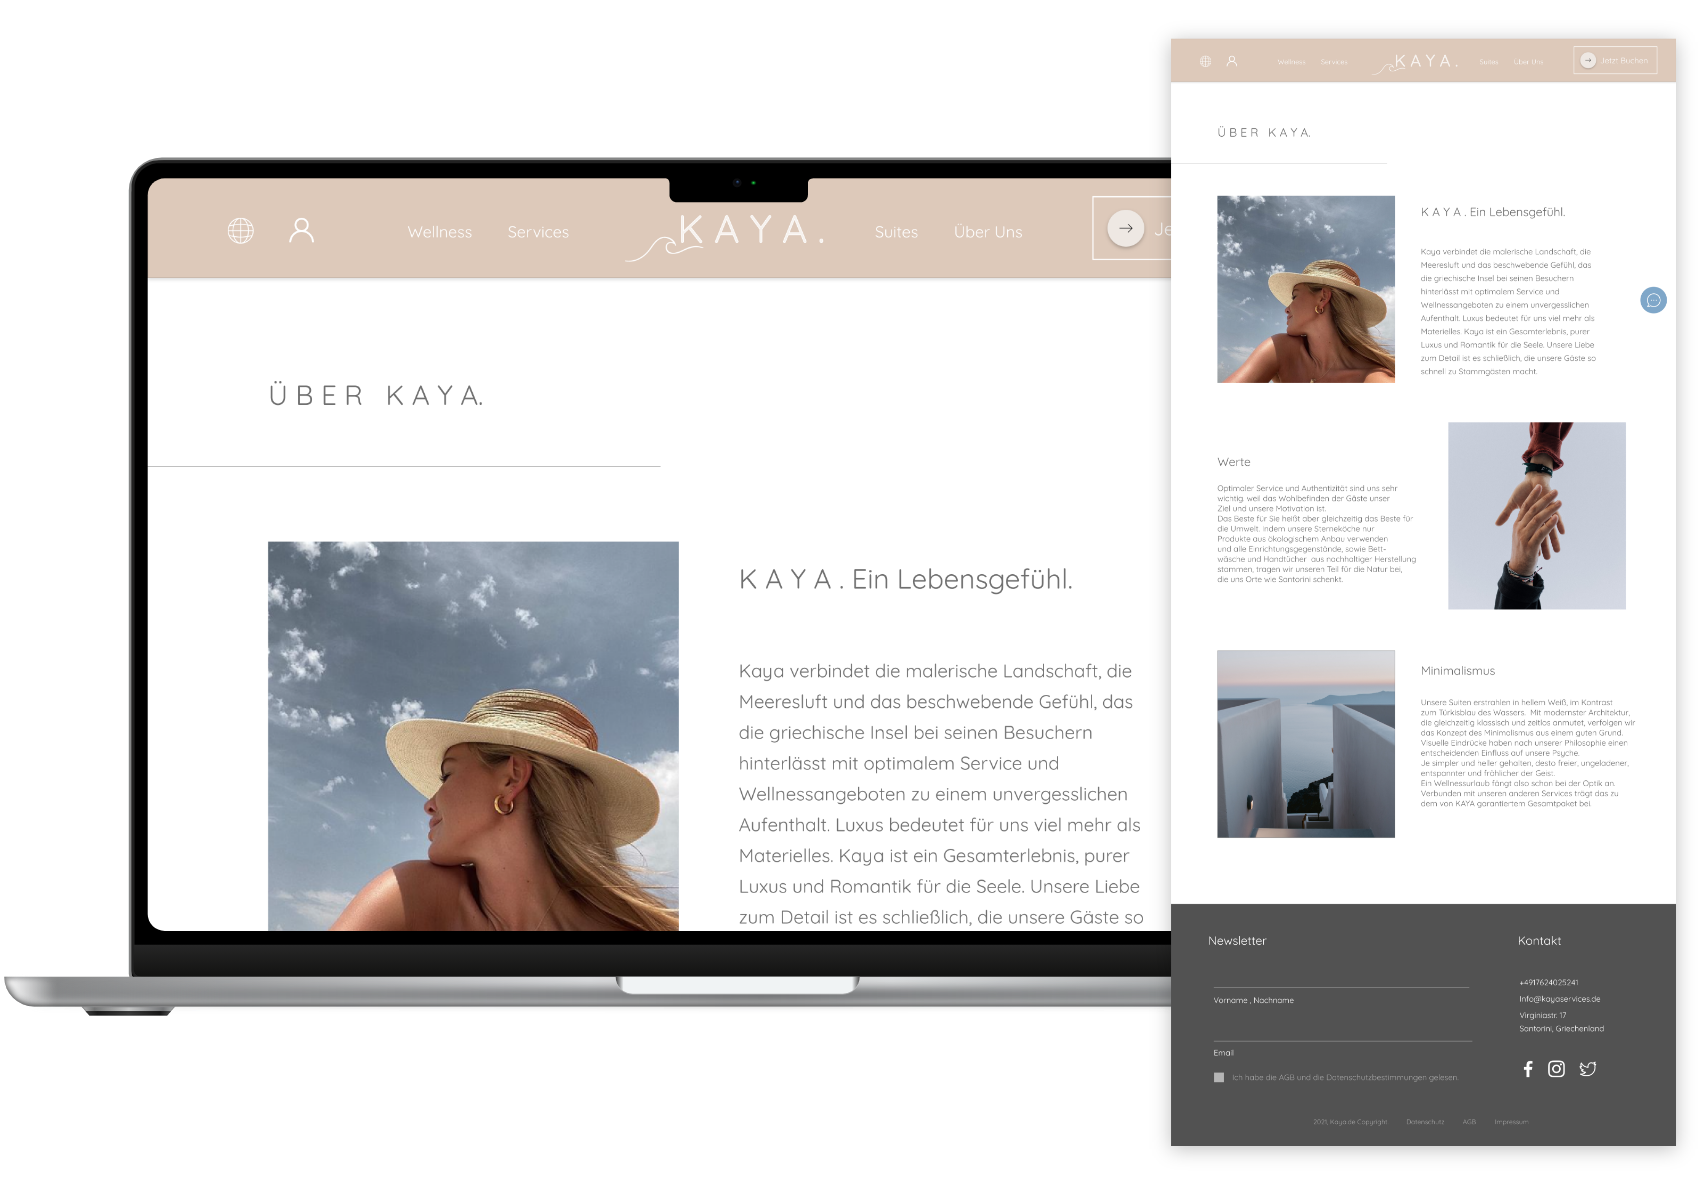 Wellness
Services
KAYA.
Suites
Über Uns
Je
ÜBER KAYA.
KAYA. Ein Lebensgefühl.
Kaya verbindet die malerische Landschaft, die
Meeresluft und das beschwebende Gefühl, das
die griechische Insel bei seinen Besuchern
hinterlässt mit optimalem Service und
Wellnessangeboten zu einem unvergesslichen
Aufenthalt. Luxus bedeutet für uns viel mehr als
Materielles. Kaya ist ein Gesamterlebnis, purer
Luxus und Romantik für die Seele. Unsere Liebe
zum Detail ist es schließlich, die unsere Gäste so
Wellness
Services
KAYA.
Suites
Über Uns
Jetzt Buchen
ÜBER KAYA.
KAYA. Ein Lebensgefühl.
Kaya verbindet die malerische Landschaft, die
Meeresluft und das beschwebende Gefühl, das
die griechische Insel bei seinen Besuchern
hinterlässt mit optimalem Service und
Wellnessangeboten zu einem unvergesslichen
Aufenthalt. Luxus bedeutet für uns viel mehr als
Materielles. Kaya ist ein Gesamterlebnis, purer
Luxus und Romantik für die Seele. Unsere Liebe
zum Detail ist es schließlich, die unsere Gäste so
schnell zu Stammgästen macht.
Werte
Optimaler Service und Authentizität sind uns sehr
wichtig, weil das Wohlbefinden der Gäste unser
Ziel und unsere Motivation ist.
Das Beste für Sie heißt aber gleichzeitig das Beste für
die Umwelt. Indem unsere Sterneköche nur
Produkte aus ökologischem Anbau verwenden
und alle Einrichtungsgegenstände, sowie Bett-
wäsche und Handtücher aus nachhaltiger Herstellung
stammen, tragen wir unseren Teil für die Natur bei,
die uns Orte wie Santorini schenkt.
Minimalismus
Unsere Suiten erstrahlen in hellem Weiß, im Kontrast
zum Türkisblau des Wassers. Mit modernster Architektur,
die gleichzeitig klassisch und zeitlos anmutet, verfolgen wir
das Konzept des Minimalismus aus einem guten Grund.
Visuelle Eindrücke haben nach unserer Philosophie einen
entscheidenden Einfluss auf unsere Psyche.
Je simpler und heller gehalten, desto freier, ungeladener,
entspannter und fröhlicher der Geist.
Ein Wellnessurlaub fängt also schon bei der Optik an.
Verbunden mit unseren anderen Services trägt das zu
dem von KAYA garantiertem Gesamtpaket bei.
Newsletter
Vorname , Nachname
Email
Ich habe die AGB und die Datenschutzbestimmungen gelesen.
Kontakt
+4917624025241
Info@kayaservices.de
Virginiastr. 17
Santorini, Griechenland
2021, Kaya.de Copyright
Datenschutz
AGB
Impressum